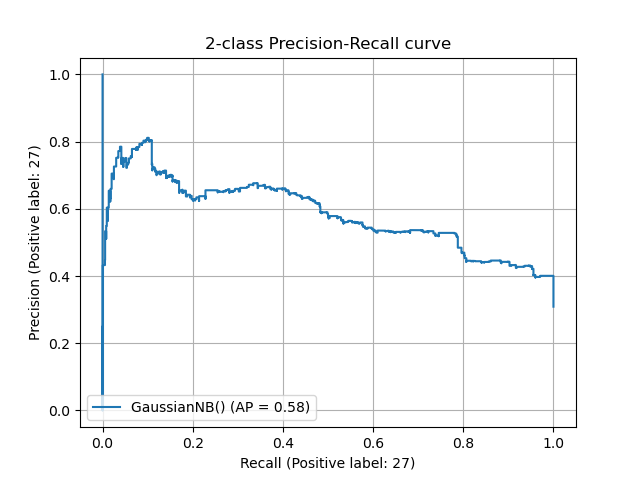 2-class Precision-Recall curve
Precision (Positive label: 27)
1.0
0.8
0.6
0.4
0.2
0.0
GaussianNB() (AP = 0.58)
0.0 0.2 0.4 0.6 0.8 1.0
Recall (Positive label: 27)